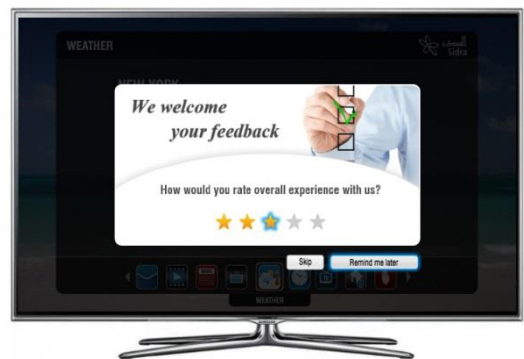 WEATHER
السدرة
Sidra
NEW YORK
We welcome
your feedback
How would you rate overall experience with us?
Skip
Remind me later
WEATHER